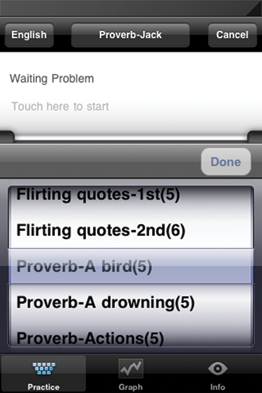 English Proverb-Jack Cancel
Waiting Problem
Touch here to start
Done
Flirting quotes-1st(5)
Flirting quotes-2nd(6)
Proverb-A bird(5)
Proverb-A drowning(5)
Proverb-Actions(5)
Practice Graph Info